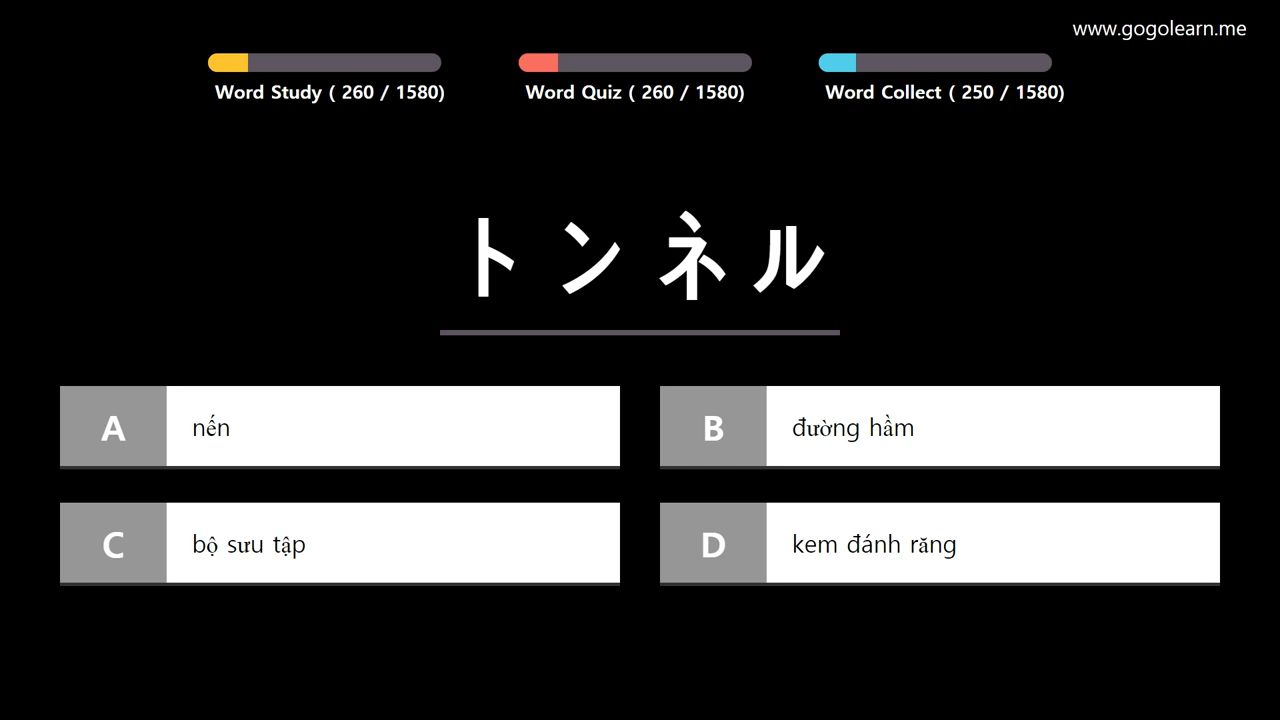 www.gogolearn.me
Word Study ( 260 / 1580)
Word Quiz ( 260 / 1580)
Word Collect ( 250 / 1580)
トンネル
A
nến
B
đường hầm
C
bộ sưu tập
D
kem đánh răng